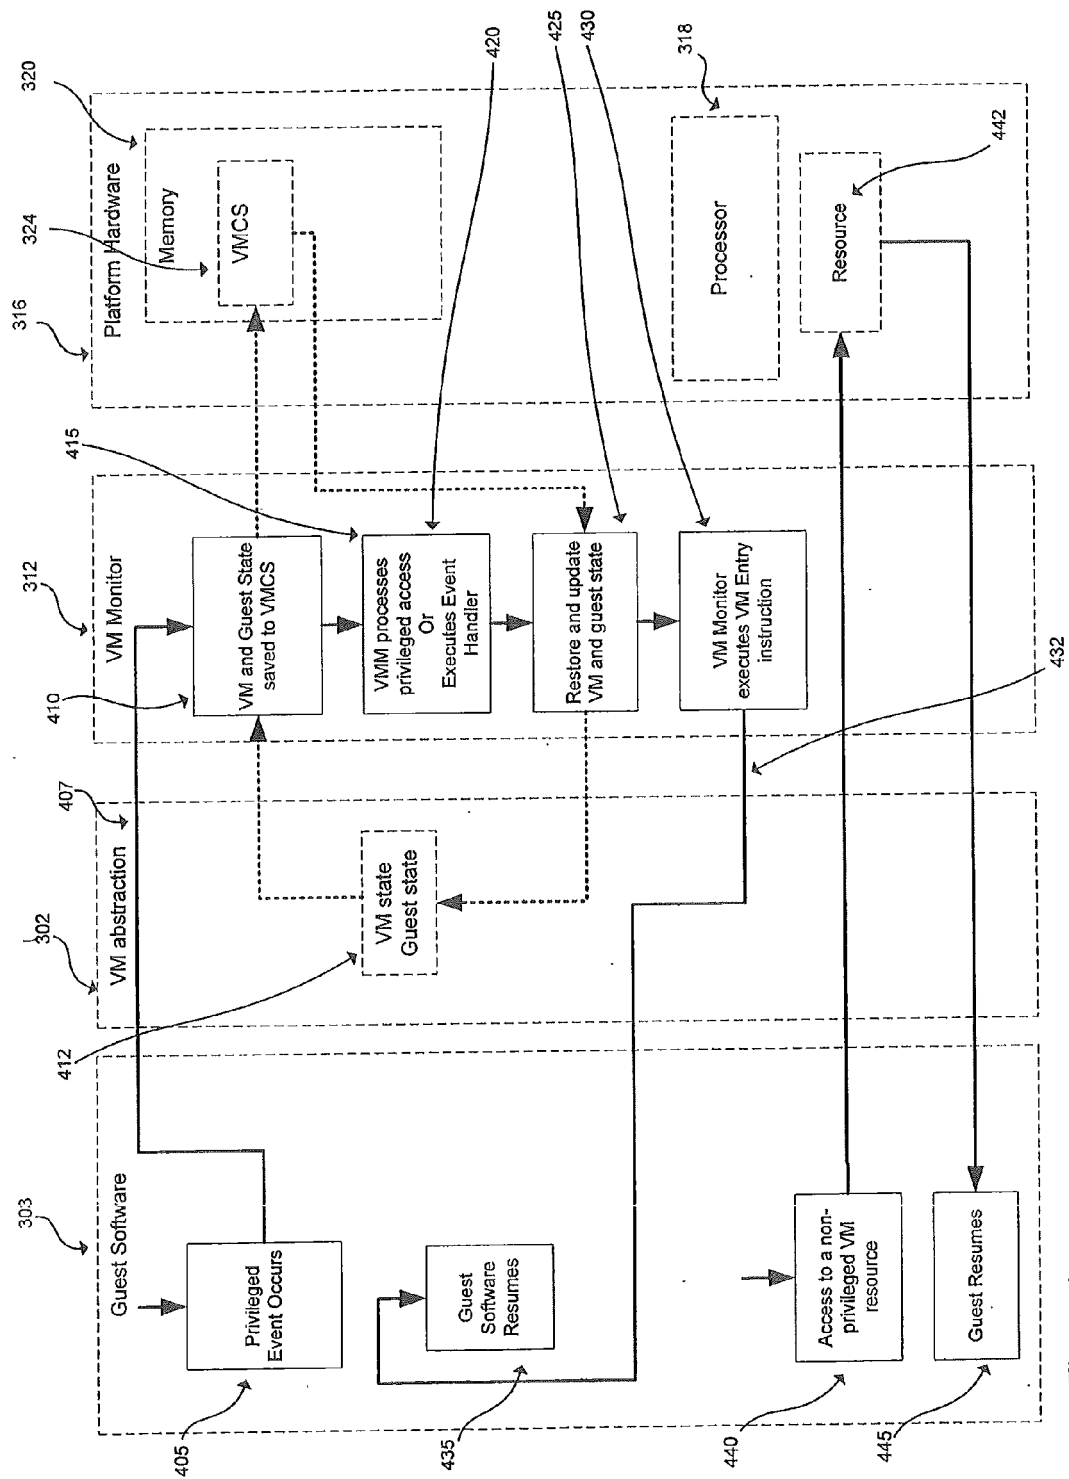 303
Guest Software
405
Privileged
Event Occurs
435
Guest
Software
Resumes
440
Access to a non-
privileged VM
resource
445
Guest Resumes
302
VM abstraction
407
412
VM state
Guest state
312
VM Monitor
410
VM and Guest State
saved to VMCS
415
VMM processes
privileged access
Or
Executes Event
Handler
420
Restore and update
VM and guest state
425
VM Monitor
executes VM Entry
instruction
430
432
316
Platform Hardware
320
Memory
324
VMCS
318
Processor
Resource
442